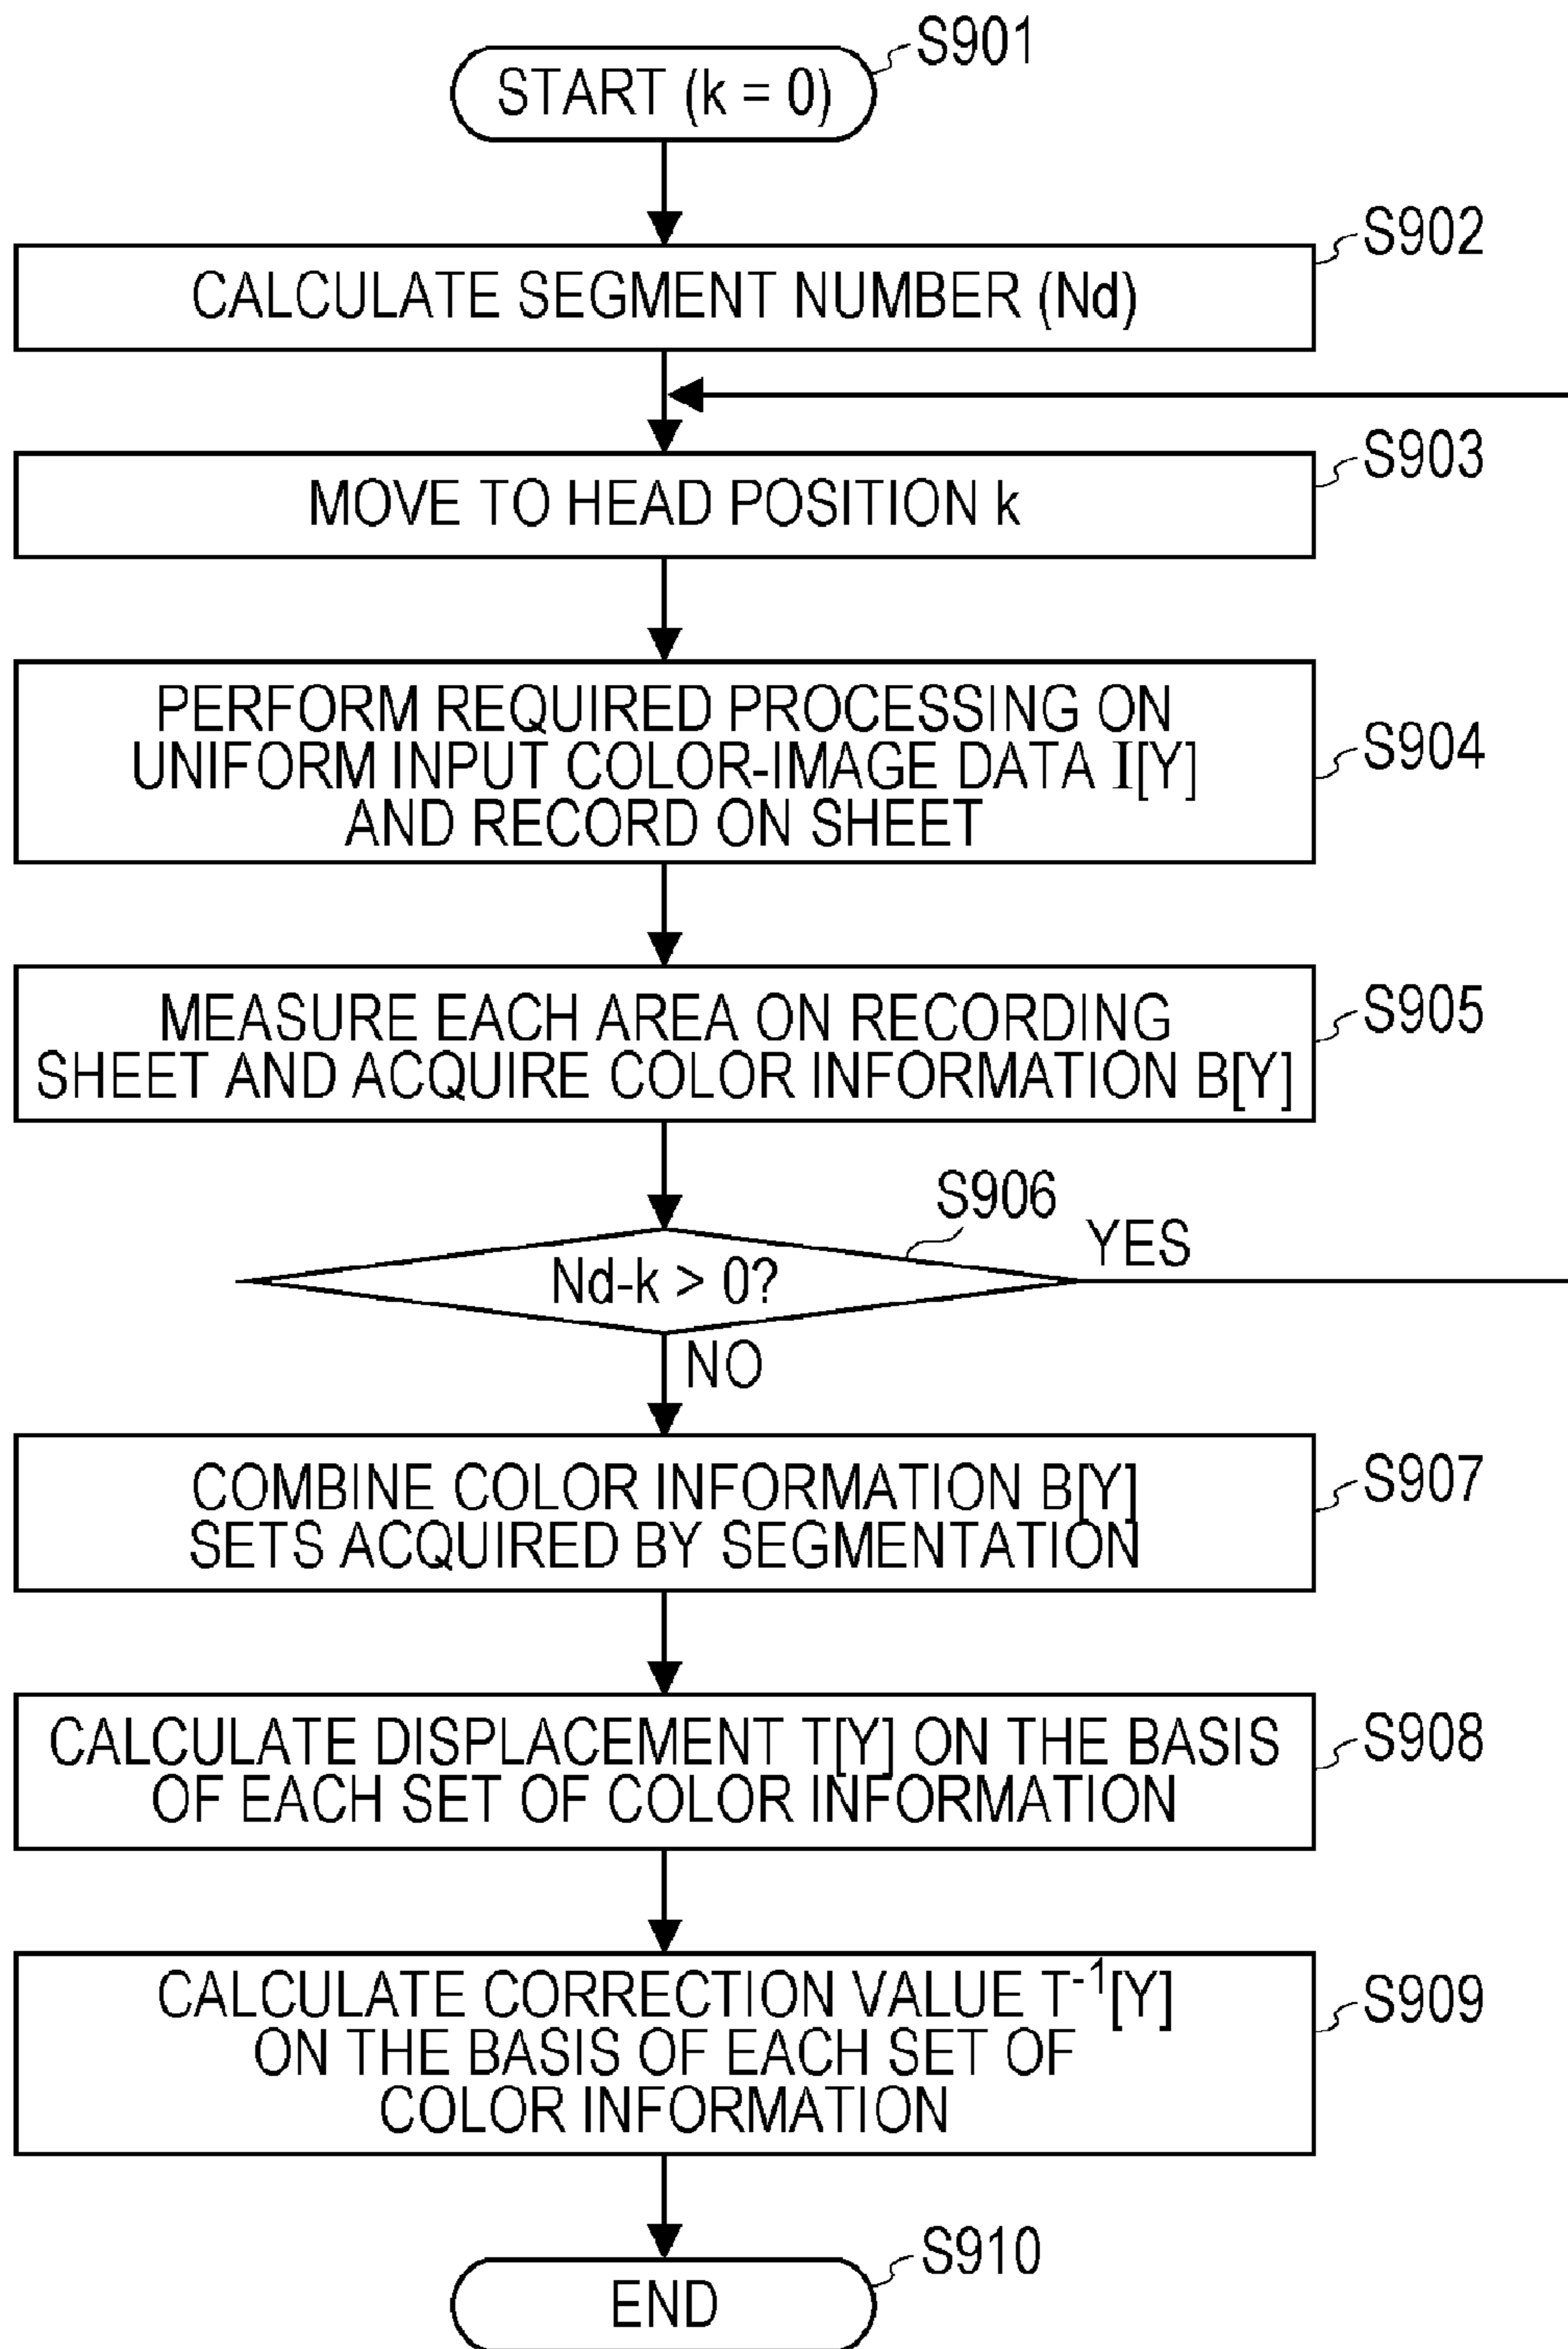 S901
START (k = 0)
S902
CALCULATE SEGMENT NUMBER (Nd)
S903
MOVE TO HEAD POSITION k
PERFORM REQUIRED PROCESSING ON
UNIFORM INPUT COLOR-IMAGE DATA I[Y]
AND RECORD ON SHEET
S904
MEASURE EACH AREA ON RECORDING
SHEET AND ACQUIRE COLOR INFORMATION B[Y]
S905
S906
YES
Nd-k > 0?
NO
COMBINE COLOR INFORMATION B[Y]
SETS ACQUIRED BY SEGMENTATION
S907
CALCULATE DISPLACEMENT T[Y] ON THE BASIS
OF EACH SET OF COLOR INFORMATION
S908
CALCULATE CORRECTION VALUE T⁻¹[Y]
ON THE BASIS OF EACH SET OF
COLOR INFORMATION
S909
S910
END